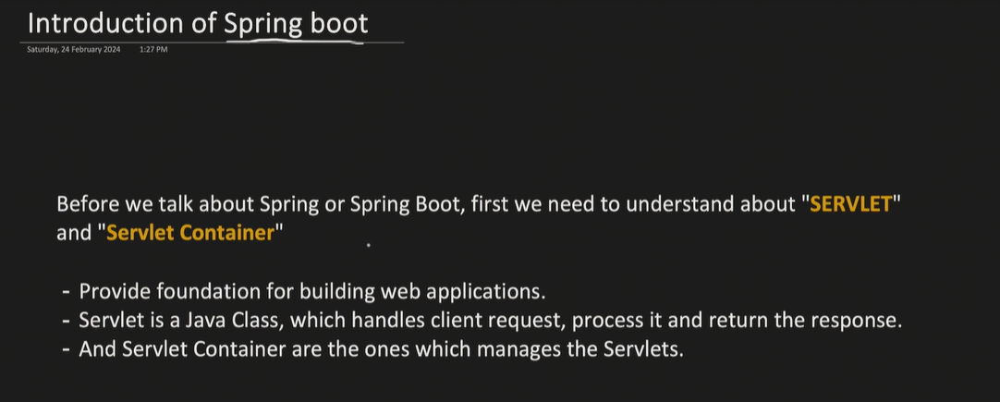 Introduction of Spring boot
Saturday, 24 February 2024 1:27 PM
Before we talk about Spring or Spring Boot, first we need to understand about "SERVLET"
and "Servlet Container"
- Provide foundation for building web applications.
- Servlet is a Java Class, which handles client request, process it and return the response.
- And Servlet Container are the ones which manages the Servlets.